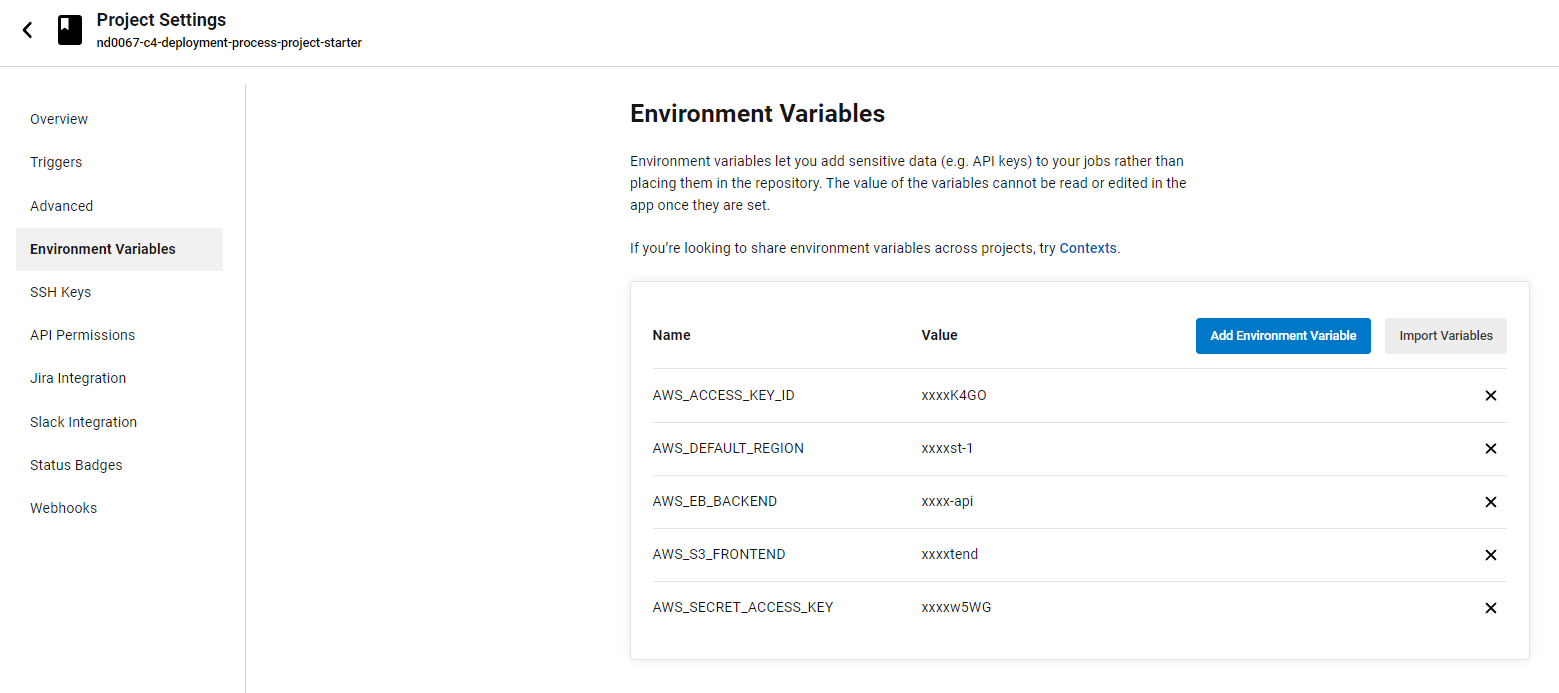 Project Settings
nd0067-c4-deployment-process-project-starter
Overview
Triggers
Advanced
Environment Variables
SSH Keys
API Permissions
Jira Integration
Slack Integration
Status Badges
Webhooks
Environment Variables
Environment variables let you add sensitive data (e.g. API keys) to your jobs rather than
placing them in the repository. The value of the variables cannot be read or edited in the
app once they are set.
If you’re looking to share environment variables across projects, try Contexts.
Name Value Add Environment Variable Import Variables
AWS_ACCESS_KEY_ID xxxxK4GO
AWS_DEFAULT_REGION xxxxst-1
AWS_EB_BACKEND xxxx-api
AWS_S3_FRONTEND xxxxtend
AWS_SECRET_ACCESS_KEY xxxxw5WG